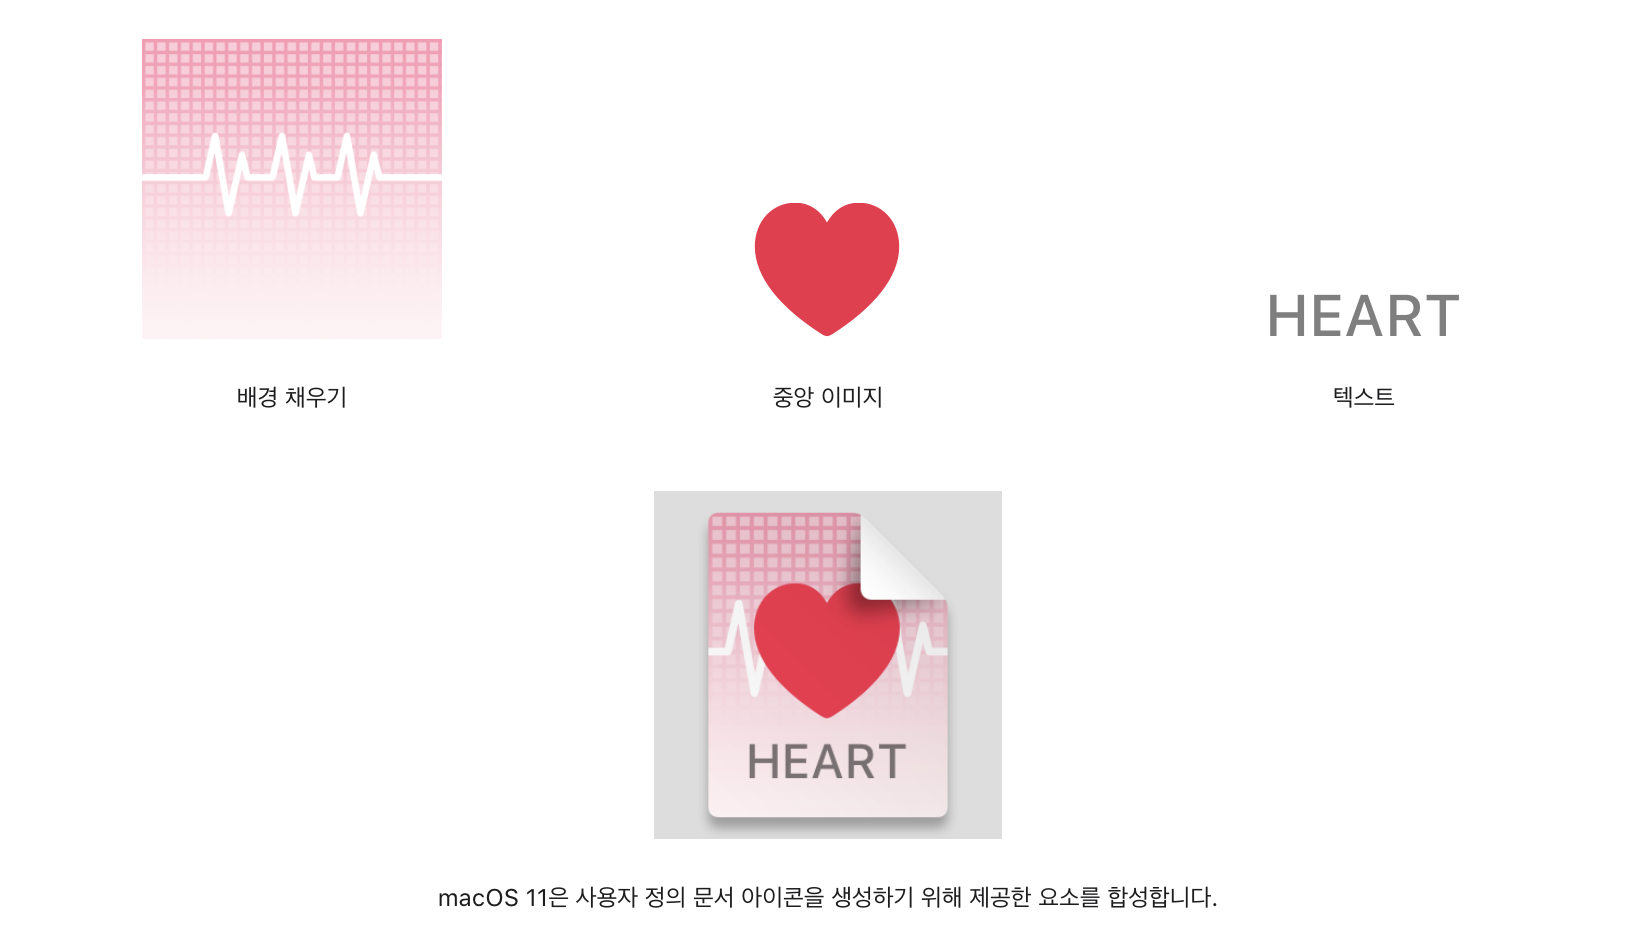 HEART
배경 채우기
중앙 이미지
텍스트
HEART
macOS 11은 사용자 정의 문서 아이콘을 생성하기 위해 제공한 요소를 합성합니다.